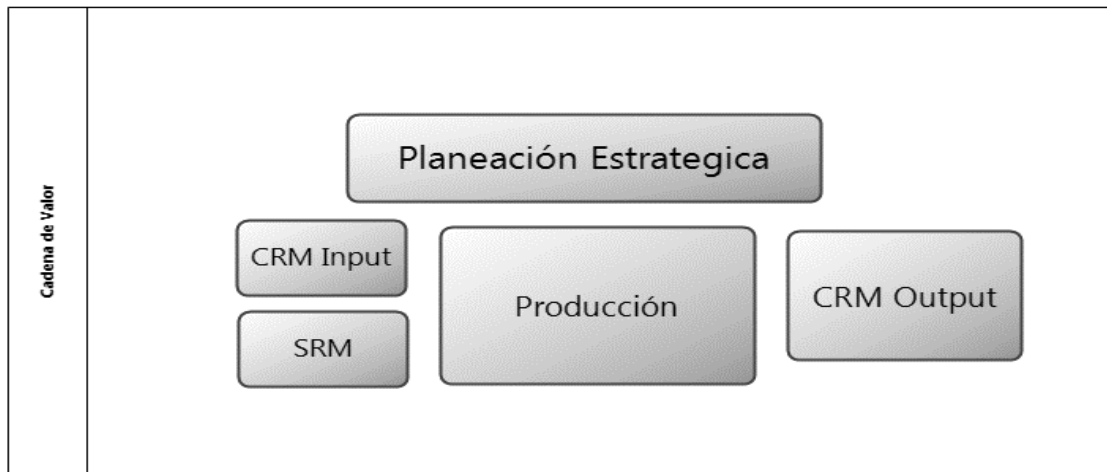 Cadena de Valor
Planeación Estrategica
CRM Input
SRM
Producción
CRM Output